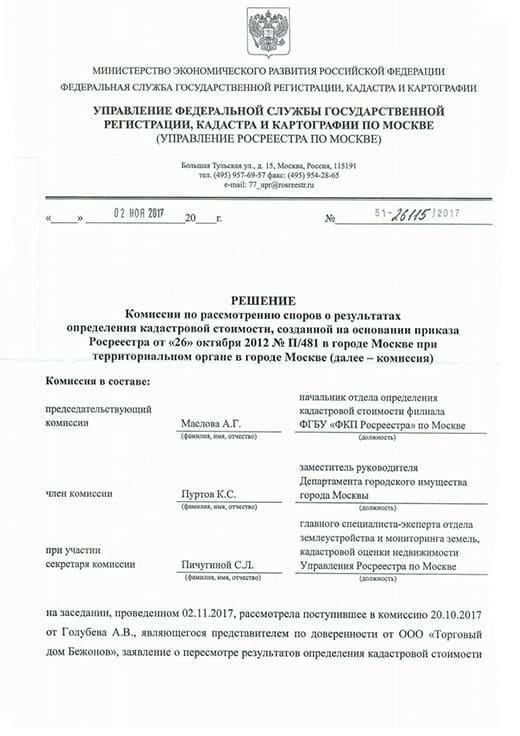 МИНИСТЕРСТВО ЭКОНОМИЧЕСКОГО РАЗВИТИЯ РОССИЙСКОЙ ФЕДЕРАЦИИ
ФЕДЕРАЛЬНАЯ СЛУЖБА ГОСУДАРСТВЕННОЙ РЕГИСТРАЦИИ, КАДАСТРА И КАРТОГРАФИИ
УПРАВЛЕНИЕ ФЕДЕРАЛЬНОЙ СЛУЖБЫ ГОСУДАРСТВЕННОЙ
РЕГИСТРАЦИИ, КАДАСТРА И КАРТОГРАФИИ ПО МОСКВЕ
(УПРАВЛЕНИЕ РОСРЕЕСТРА ПО МОСКВЕ)
Большая Тульская ул., д. 15, Москва, Россия, 115191
тел. (495) 957-69-57 факс: (495) 954-28-65
e-mail: 77_upr@rosreestr.ru
«____» 02 НОЯ 2017 20____г. № 51-26115/2017
РЕШЕНИЕ
Комиссии по рассмотрению споров о результатах
определения кадастровой стоимости, созданной на основании приказа
Росреестра от «26» октября 2012 № П/481 в городе Москве при
территориальном органе в городе Москве (далее – комиссия)
Комиссия в составе:
председательствующий
комиссии
Маслова А.Г.
(фамилия, имя, отчество)
начальник отдела определения
кадастровой стоимости филиала
ФГБУ «ФКП Росреестра» по Москве
(должность)
член комиссии
Пуртов К.С.
(фамилия, имя, отчество)
заместитель руководителя
Департамента городского имущества
города Москвы
(должность)
при участии
секретаря комиссии
Пичугиной С.Л.
(фамилия, имя, отчество)
главного специалиста-эксперта отдела
землеустройства и мониторинга земель,
кадастровой оценки недвижимости
Управления Росреестра по Москве
(должность)
на заседании, проведенном 02.11.2017, рассмотрела поступившее в комиссию 20.10.2017
от Голубева А.В., являющегося представителем по доверенности от ООО «Торговый
дом Бежонов», заявление о пересмотре результатов определения кадастровой стоимости